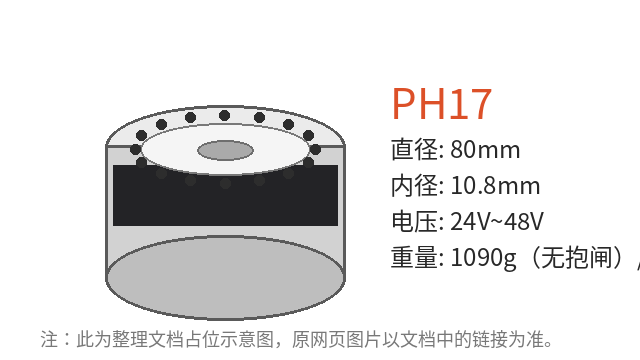 PH17
直径: 80mm
内径: 10.8mm
电压: 24V~48V
重量: 1090g（无抱闸）/
注：此为整理文档占位示意图，原网页图片以文档中的链接为准。